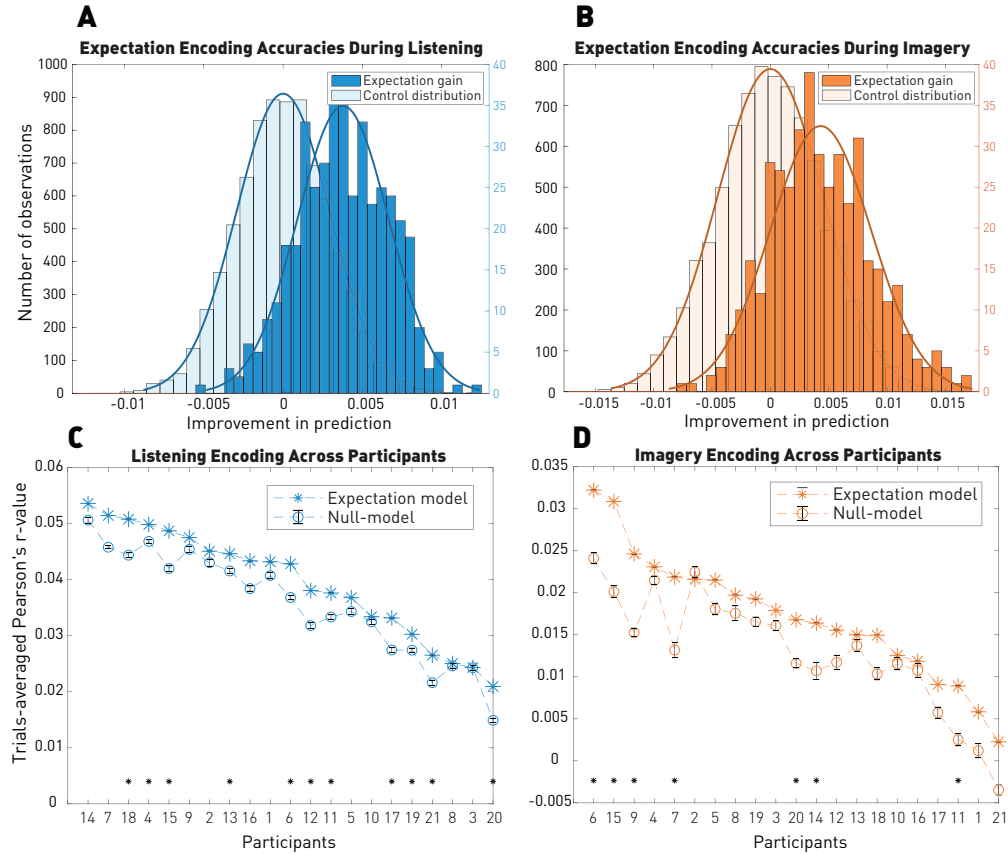 A
Expectation Encoding Accuracies During Listening
Number of observations
1000
900
800
700
600
500
400
300
200
100
0
Expectation gain
Control distribution
40
35
30
25
20
15
10
5
0
-0.01 -0.005 0 0.005 0.01
Improvement in prediction
B
Expectation Encoding Accuracies During Imagery
800
700
600
500
400
300
200
100
0
Expectation gain
Control distribution
40
35
30
25
20
15
10
5
0
-0.015 -0.01 -0.005 0 0.005 0.01 0.015
Improvement in prediction
C
Listening Encoding Across Participants
Trials-averaged Pearson's r-value
0.06
0.05
0.04
0.03
0.02
0.01
0
Expectation model
Null-model
14 7 18 4 15 9 2 13 16 1 6 12 11 5 10 17 19 21 8 3 20
Participants
D
Imagery Encoding Across Participants
0.035
0.03
0.025
0.02
0.015
0.01
0.005
0
-0.005
Expectation model
Null-model
6 15 9 4 7 2 5 8 19 3 20 14 12 13 18 10 16 17 11 1 21
Participants